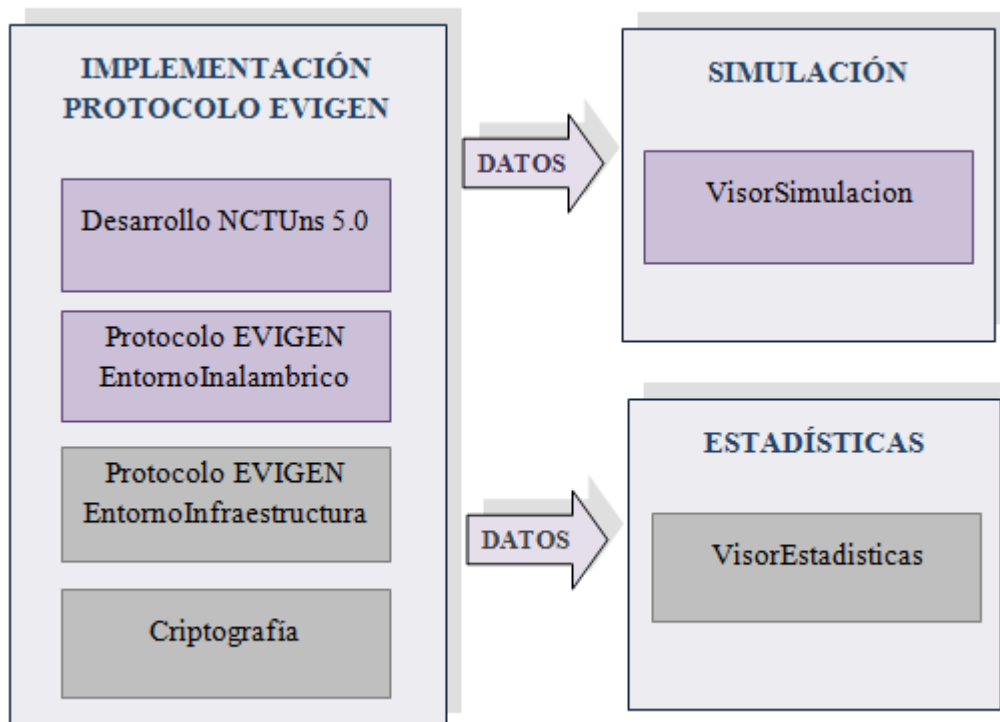 IMPLEMENTACIÓN
PROTOCOLO EVIGEN
Desarrollo NCTUns 5.0
Protocolo EVIGEN
EntornoInalambrico
Protocolo EVIGEN
EntornoInfraestructura
Criptografía
DATOS
SIMULACIÓN
VisorSimulacion
DATOS
ESTADÍSTICAS
VisorEstadisticas